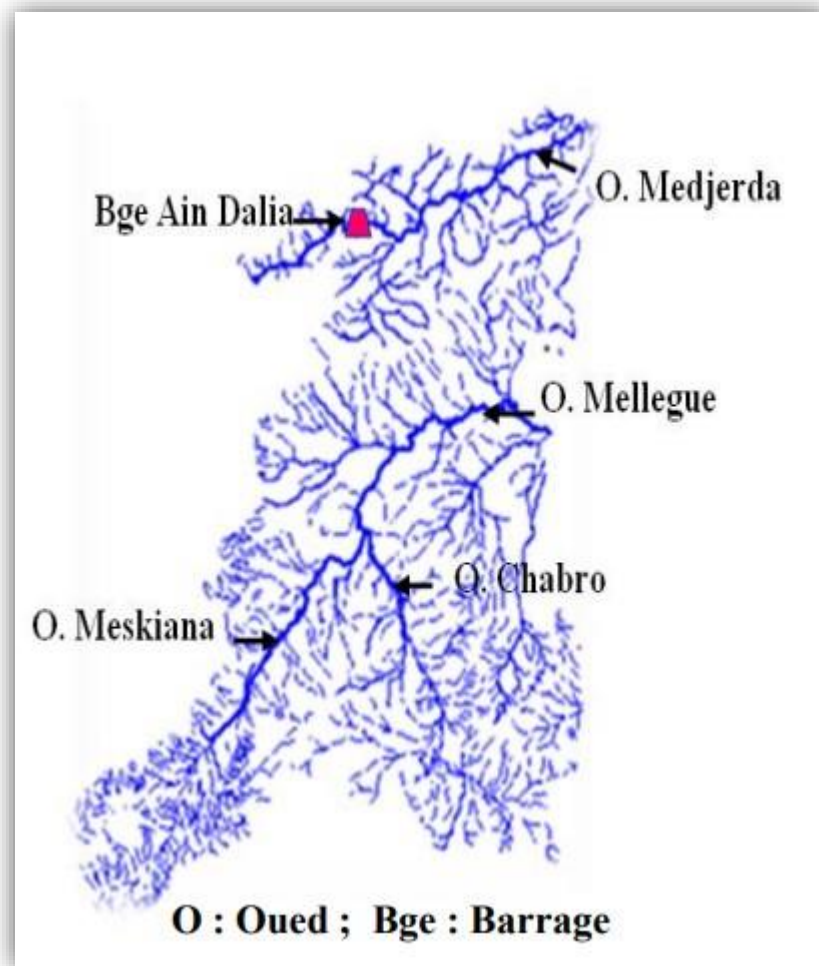 O. Medjerda
Bge Ain Dalia
O. Mellegue
O. Chabro
O. Meskiana
O : Oued ; Bge : Barrage